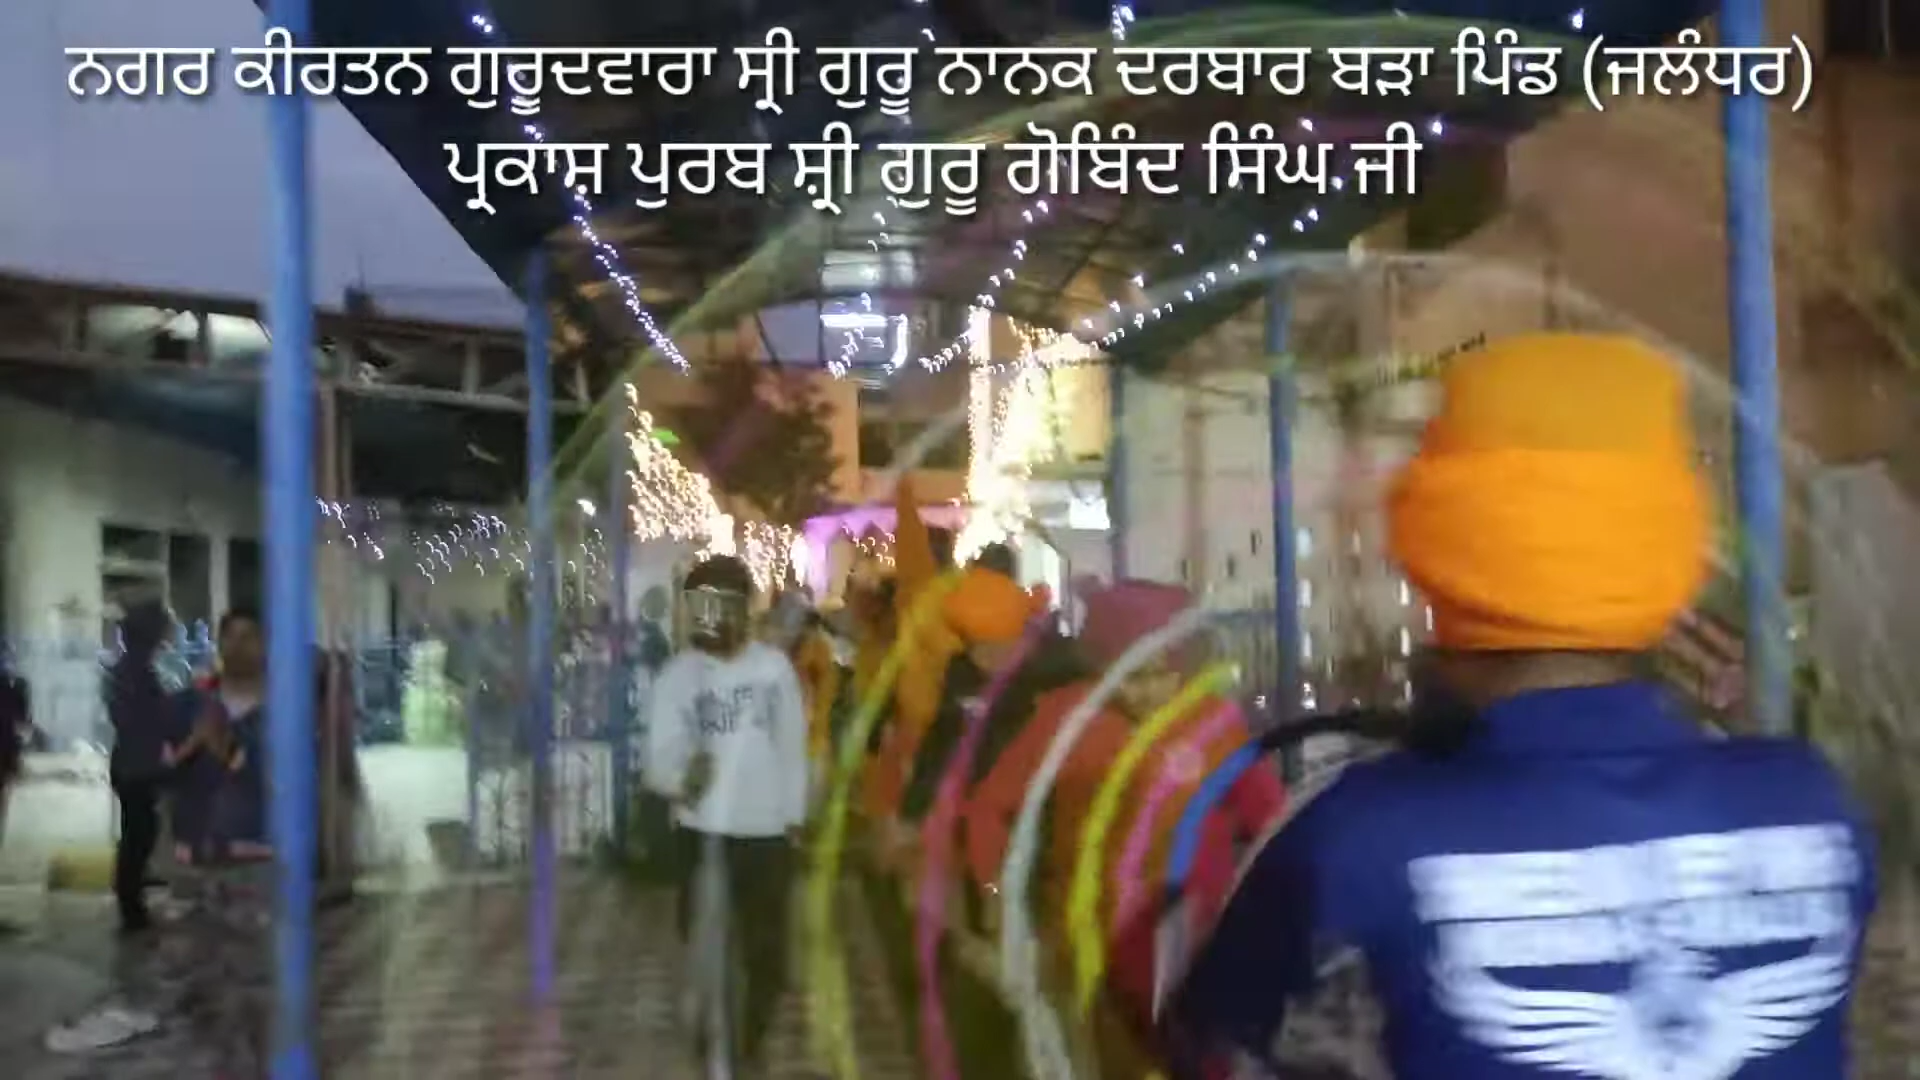 ਨਗਰ ਕੀਰਤਨ ਗੁਰੂਦਵਾਰਾ ਸ੍ਰੀ ਗੁਰੂ ਨਾਨਕ ਦਰਬਾਰ ਬੜਾ ਪਿੰਡ (ਜਲੰਧਰ)
ਪ੍ਰਕਾਸ਼ ਪੁਰਬ ਸ਼੍ਰੀ ਗੁਰੂ ਗੋਬਿੰਦ ਸਿੰਘ ਜੀ